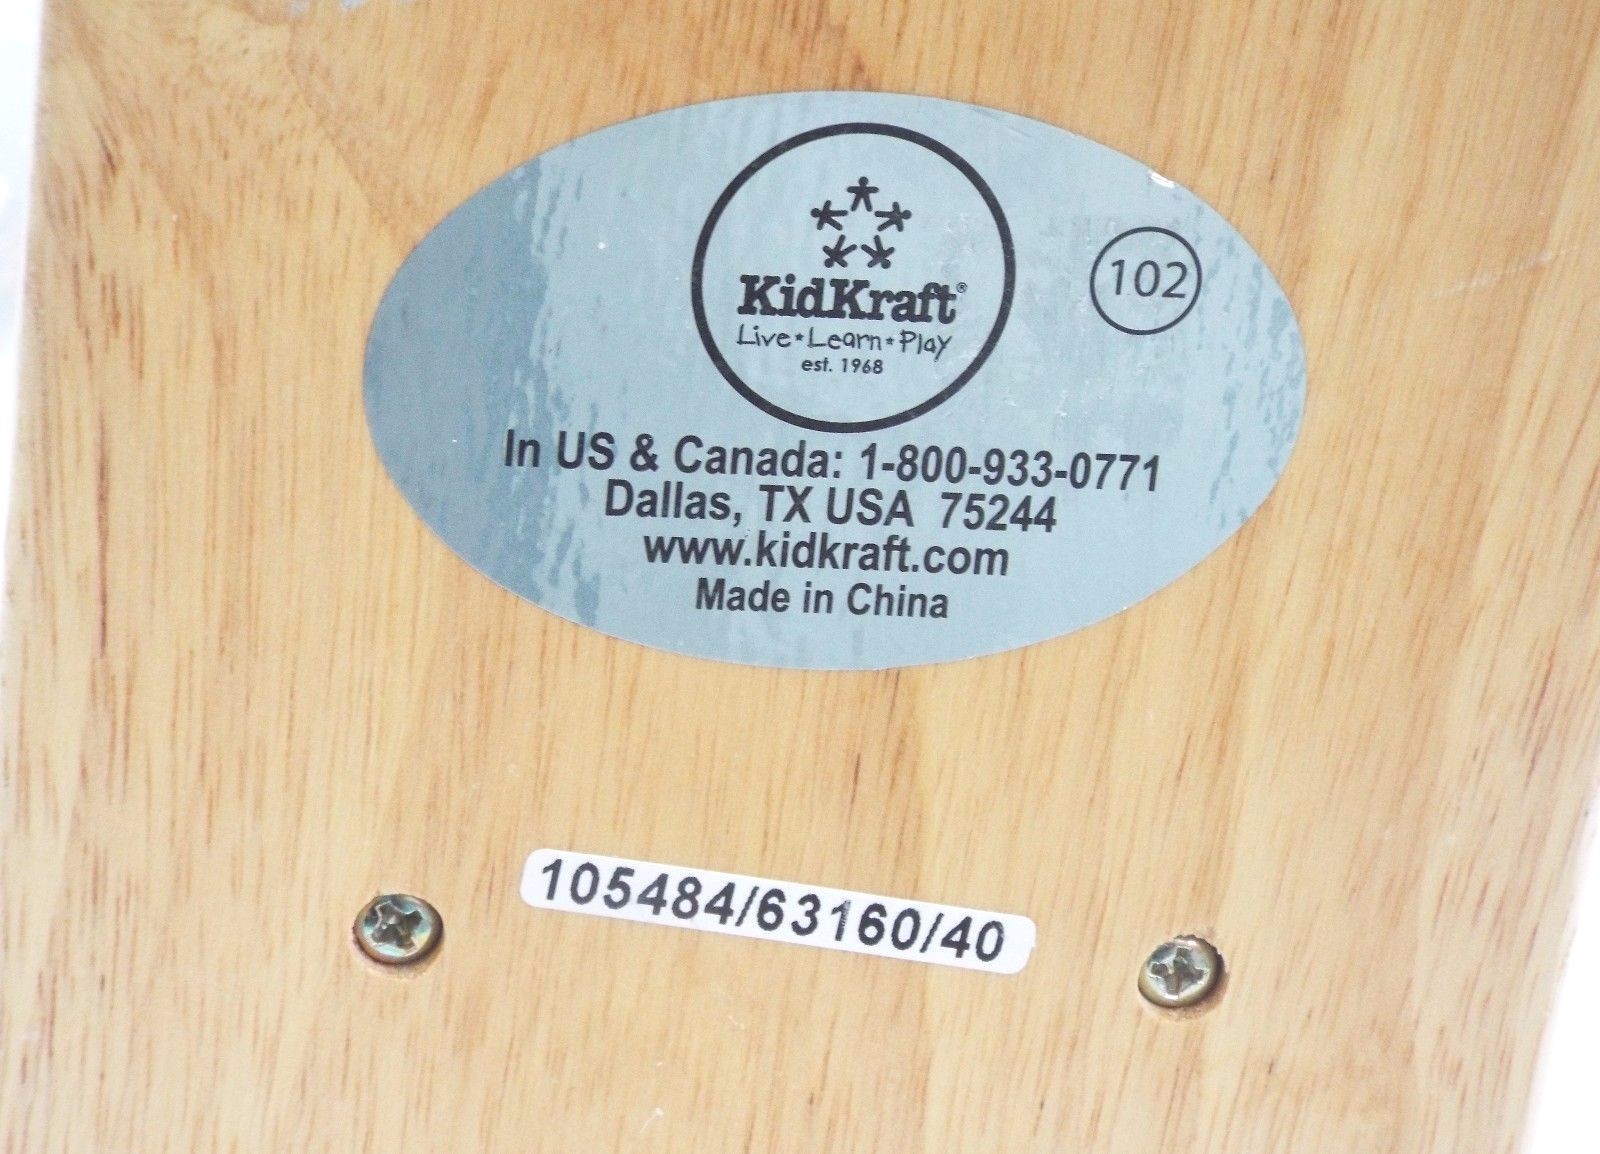 KidKraft®
Live★Learn★Play
est. 1968
102
In US & Canada: 1-800-933-0771
Dallas, TX USA 75244
www.kidkraft.com
Made in China
105484/63160/40